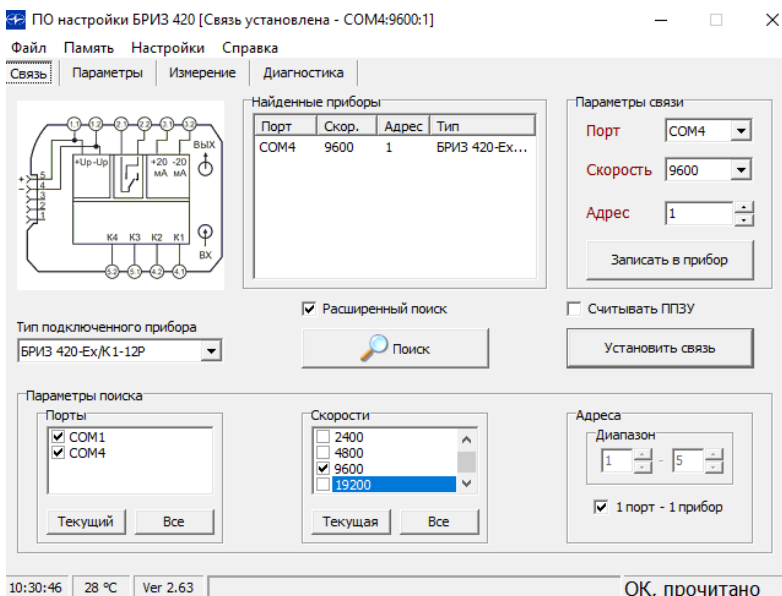 ПО настройки БРИЗ 420 [Связь установлена - COM4:9600:1]
Файл Память Настройки Справка
Связь Параметры Измерение Диагностика
1.1 1.2 2.1 2.2 3.1 3.2
ВЫХ
+Up -Up +20 -20
мА мА
+ 5
- 4
3
2
1
К4 К3 К2 К1
ВХ
5.2 5.1 4.2 4.1
Найденные приборы
Порт Скор. Адрес Тип
COM4 9600 1 БРИЗ 420-Ex...
Параметры связи
Порт COM4
Скорость 9600
Адрес 1
Записать в прибор
Расширенный поиск
Считывать ППЗУ
Тип подключенного прибора
БРИЗ 420-Ex/К1-12Р
Поиск
Установить связь
Параметры поиска
Порты
COM1
COM4
Текущий Все
Скорости
2400
4800
9600
19200
Текущая Все
Адреса
Диапазон
1 - 5
1 порт - 1 прибор
10:30:46 28 ºC Ver 2.63 ОК, прочитано